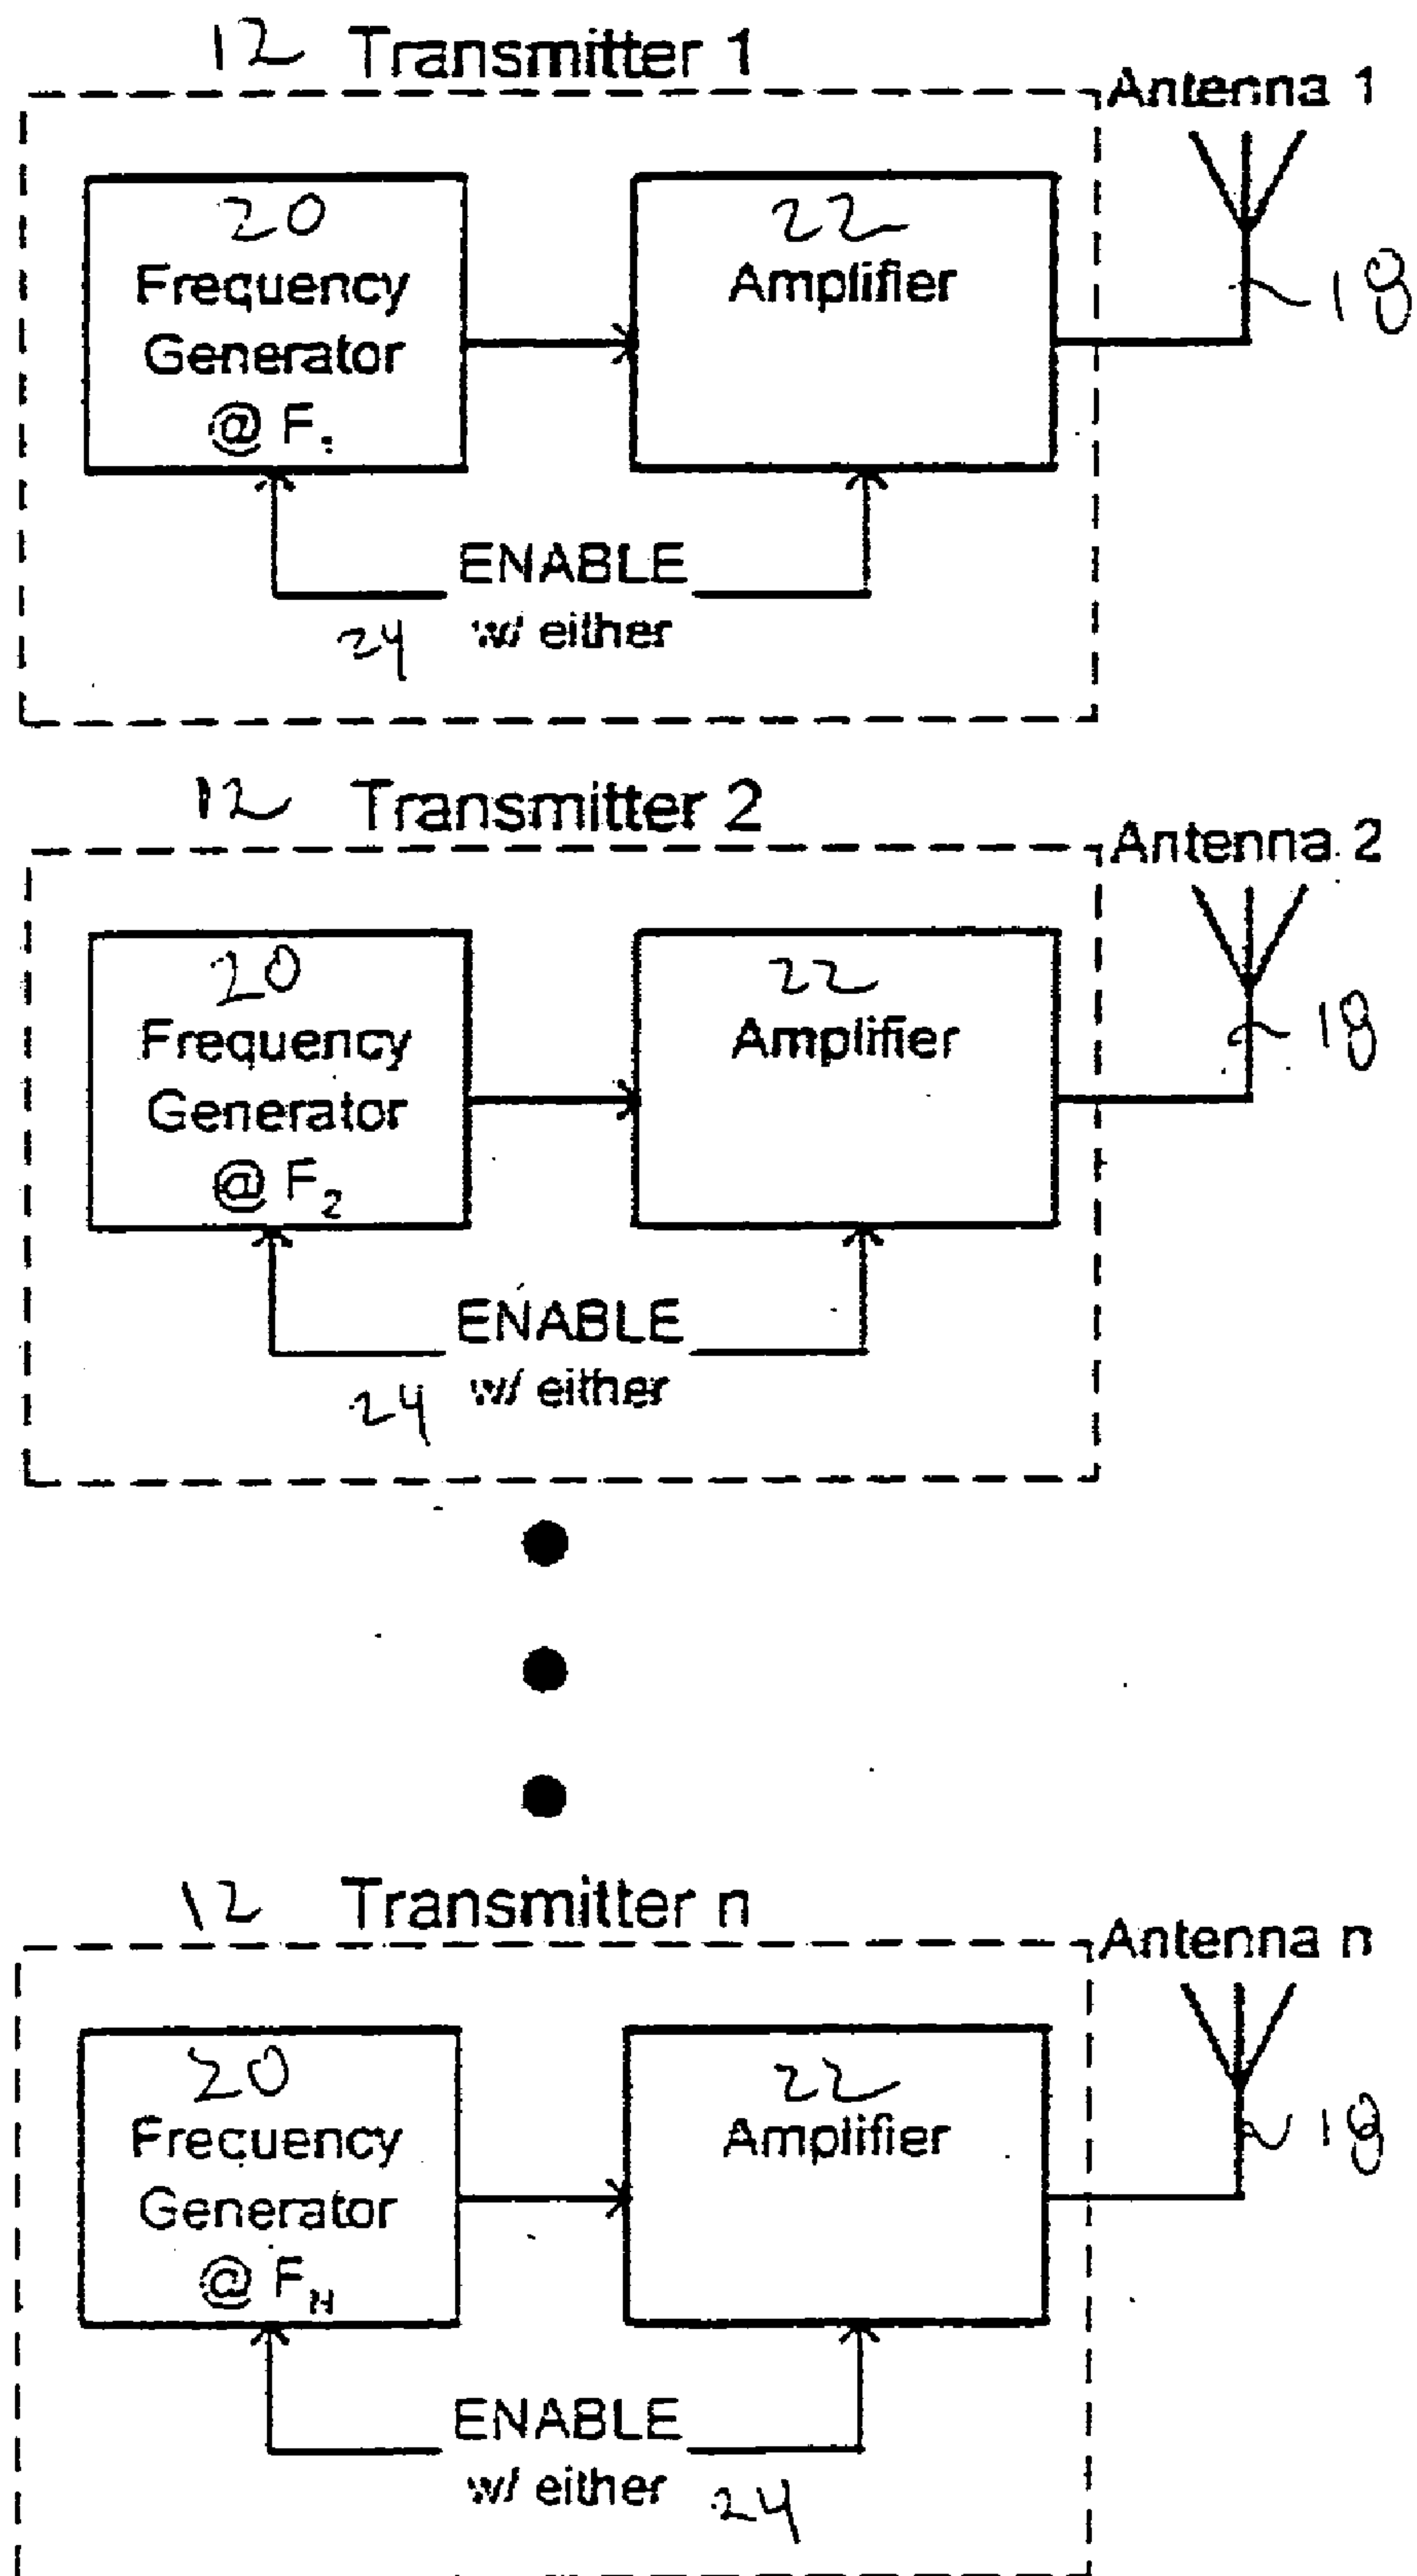 12 Transmitter 1
Antenna 1
20
Frequency
Generator
@ F1
22
Amplifier
18
ENABLE
24 w/ either
12 Transmitter 2
Antenna 2
20
Frequency
Generator
@ F2
22
Amplifier
18
ENABLE
24 w/ either
12 Transmitter n
Antenna n
20
Frequency
Generator
@ FN
22
Amplifier
18
ENABLE
w/ either 24